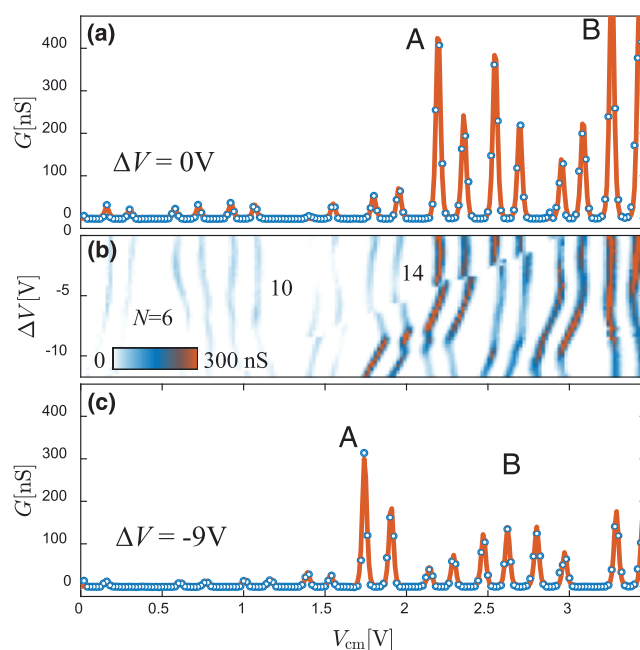 (a)
A
B
G[nS]
400
300
200
100
0
ΔV = 0V
(b)
ΔV[V]
0
-5
-10
10
14
N=6
0
300 nS
(c)
A
B
G[nS]
400
300
200
100
0
ΔV = -9V
0
0.5
1
1.5
2
2.5
3
V_cm[V]